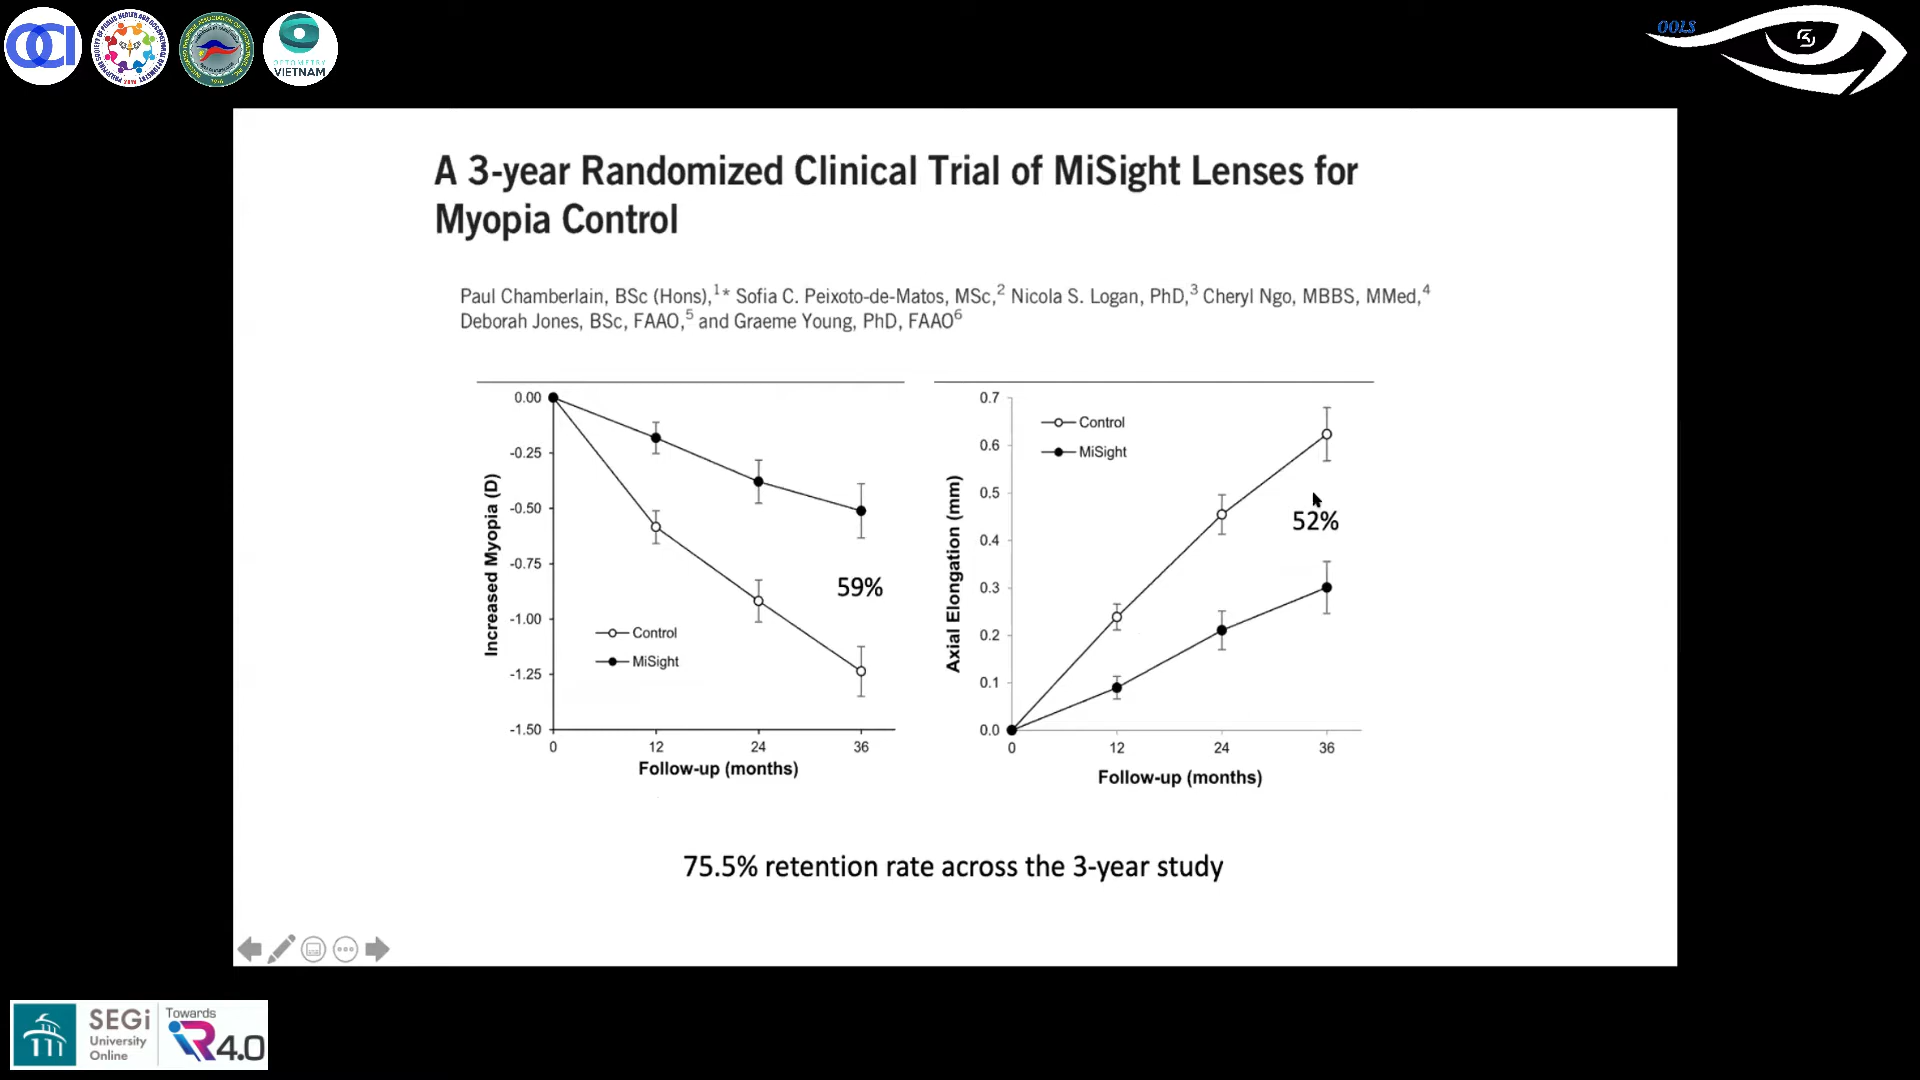 OCI
OPTOMETRY
VIETNAM
OOLS
A 3-year Randomized Clinical Trial of MiSight Lenses for
Myopia Control
Paul Chamberlain, BSc (Hons),1* Sofia C. Peixoto-de-Matos, MSc,2 Nicola S. Logan, PhD,3 Cheryl Ngo, MBBS, MMed,4
Deborah Jones, BSc, FAAO,5 and Graeme Young, PhD, FAAO6
Increased Myopia (D)
0.00
-0.25
-0.50
-0.75
-1.00
-1.25
-1.50
59%
Control
MiSight
0 12 24 36
Follow-up (months)
Axial Elongation (mm)
0.7
0.6
0.5
0.4
0.3
0.2
0.1
0.0
Control
MiSight
52%
0 12 24 36
Follow-up (months)
75.5% retention rate across the 3-year study
SEGi
University
Online
Towards
iR4.0